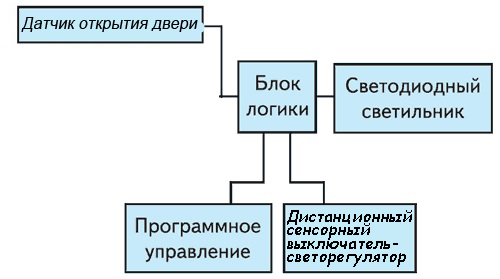 Датчик открытия двери
Блок
логики
Светодиодный
светильник
Программное
управление
Дистанционный
сенсорный
выключатель-
светорегулятор